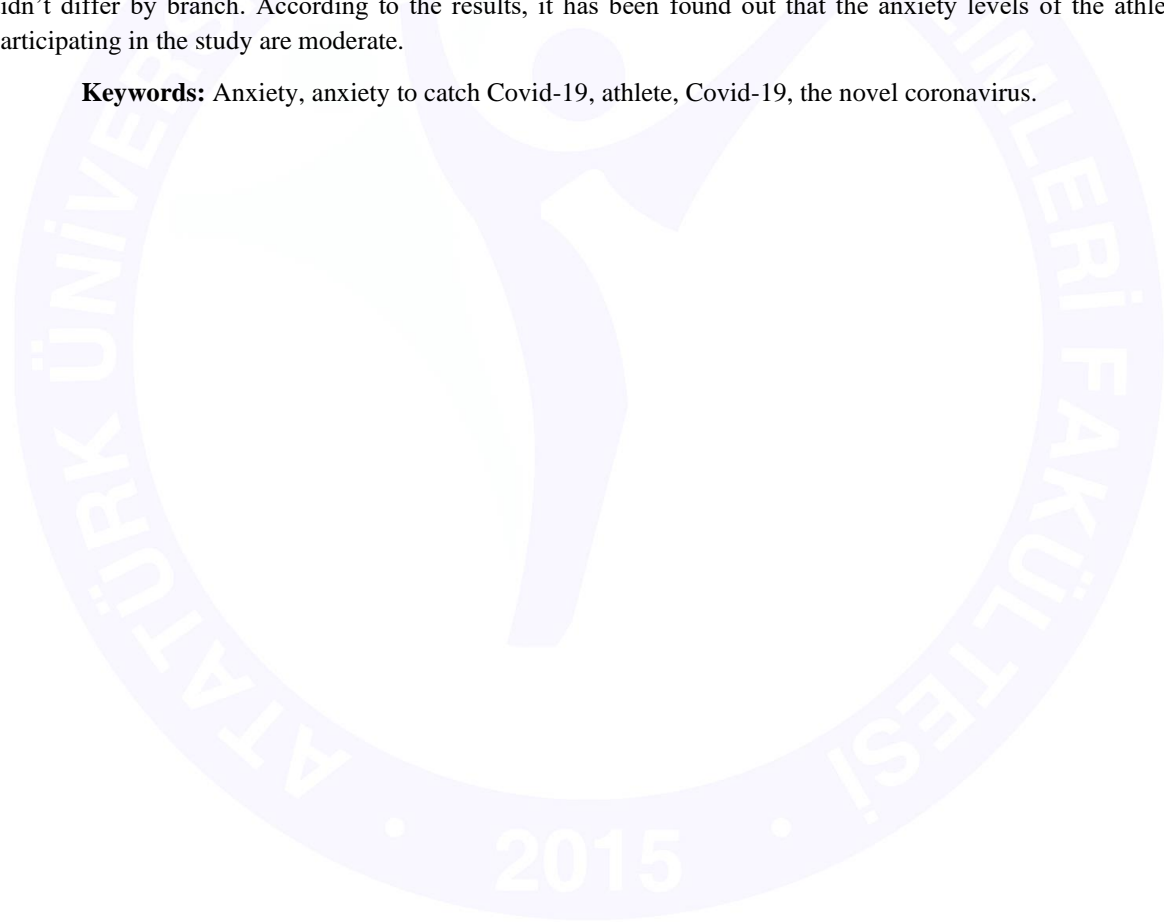 idn't differ by branch. According to the results, it has been found out that the anxiety levels of the athle
articipating in the study are moderate.
Keywords: Anxiety, anxiety to catch Covid-19, athlete, Covid-19, the novel coronavirus.
ATATÜRK ÜNİVERS
İMLERİ FAKÜLTESİ
2015